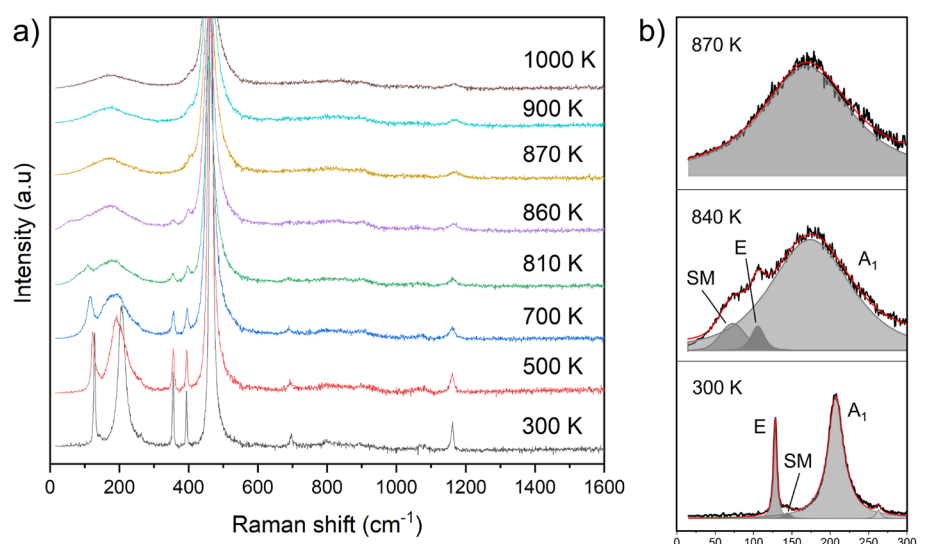 a)
1000 K
900 K
870 K
860 K
810 K
700 K
500 K
300 K
Intensity (a.u)
0 200 400 600 800 1000 1200 1400 1600
Raman shift (cm⁻¹)
b)
870 K
840 K
E
SM
A₁
300 K
E
A₁
SM
0 50 100 150 200 250 300